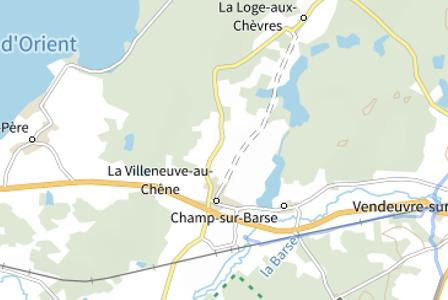 La Loge-aux-
Chèvres
d'Orient
-Père
La Villeneuve-au-
Chêne
Champ-sur-Barse
Vendeuvre-sur
la Barse